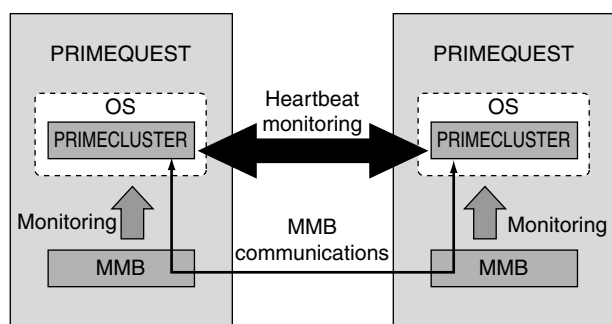 PRIMEQUEST
OS
PRIMECLUSTER
Monitoring
MMB
Heartbeat
monitoring
MMB
communications
PRIMEQUEST
OS
PRIMECLUSTER
Monitoring
MMB